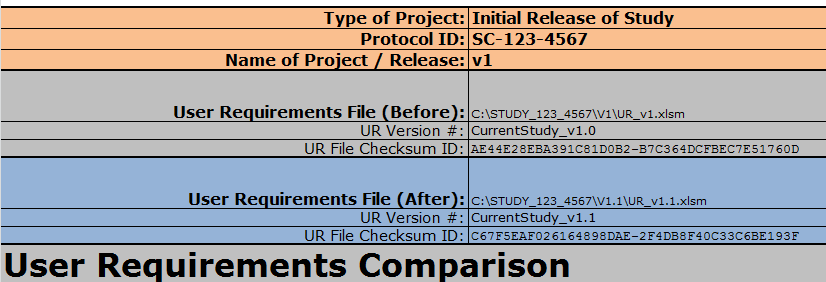 Type of Project: Initial Release of Study
Protocol ID: SC-123-4567
Name of Project / Release: v1
User Requirements File (Before): C:\STUDY_123_4567\V1\UR_v1.xlsm
UR Version #: CurrentStudy_v1.0
UR File Checksum ID: AE44E28EBA391C81D0B2-B7C364DCFBEC7E51760D
User Requirements File (After): C:\STUDY_123_4567\V1.1\UR_v1.1.xlsm
UR Version #: CurrentStudy_v1.1
UR File Checksum ID: C67F5EAF026164898DAE-2F4DB8F40C33C6BE193F
User Requirements Comparison